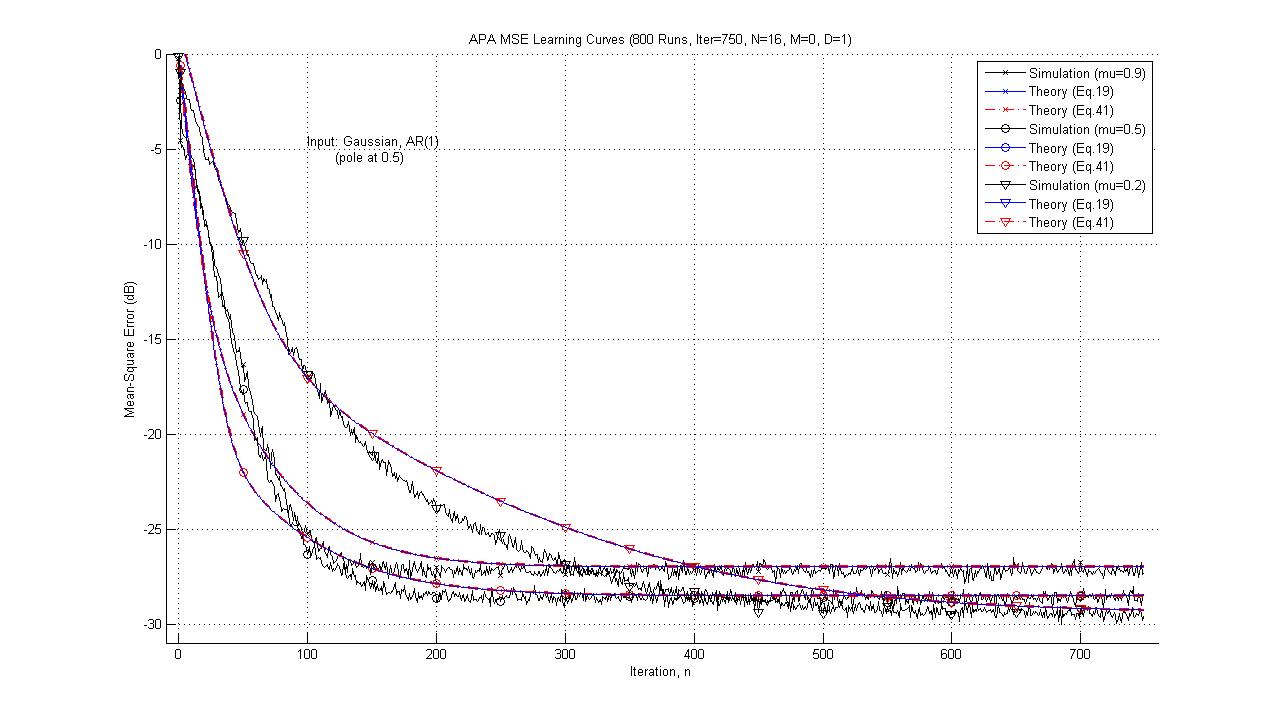 APA MSE Learning Curves (800 Runs, Iter=750, N=16, M=0, D=1)
Simulation (mu=0.9)
Theory (Eq.19)
Theory (Eq.41)
Simulation (mu=0.5)
Theory (Eq.19)
Theory (Eq.41)
Simulation (mu=0.2)
Theory (Eq.19)
Theory (Eq.41)
Input: Gaussian, AR(1)
(pole at 0.5)
Mean-Square Error (dB)
0
-5
-10
-15
-20
-25
-30
0 100 200 300 400 500 600 700
Iteration, n